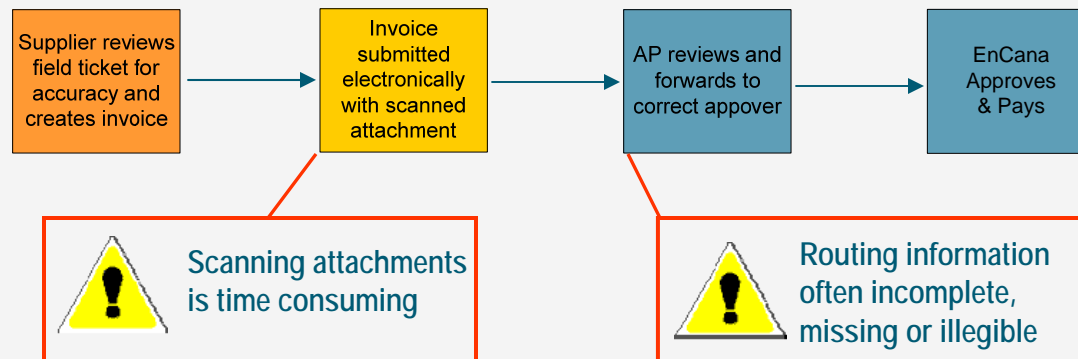 Supplier reviews
field ticket for
accuracy and
creates invoice
Invoice
submitted
electronically
with scanned
attachment
AP reviews and
forwards to
correct appover
EnCana
Approves
& Pays
Scanning attachments
is time consuming
Routing information
often incomplete,
missing or illegible